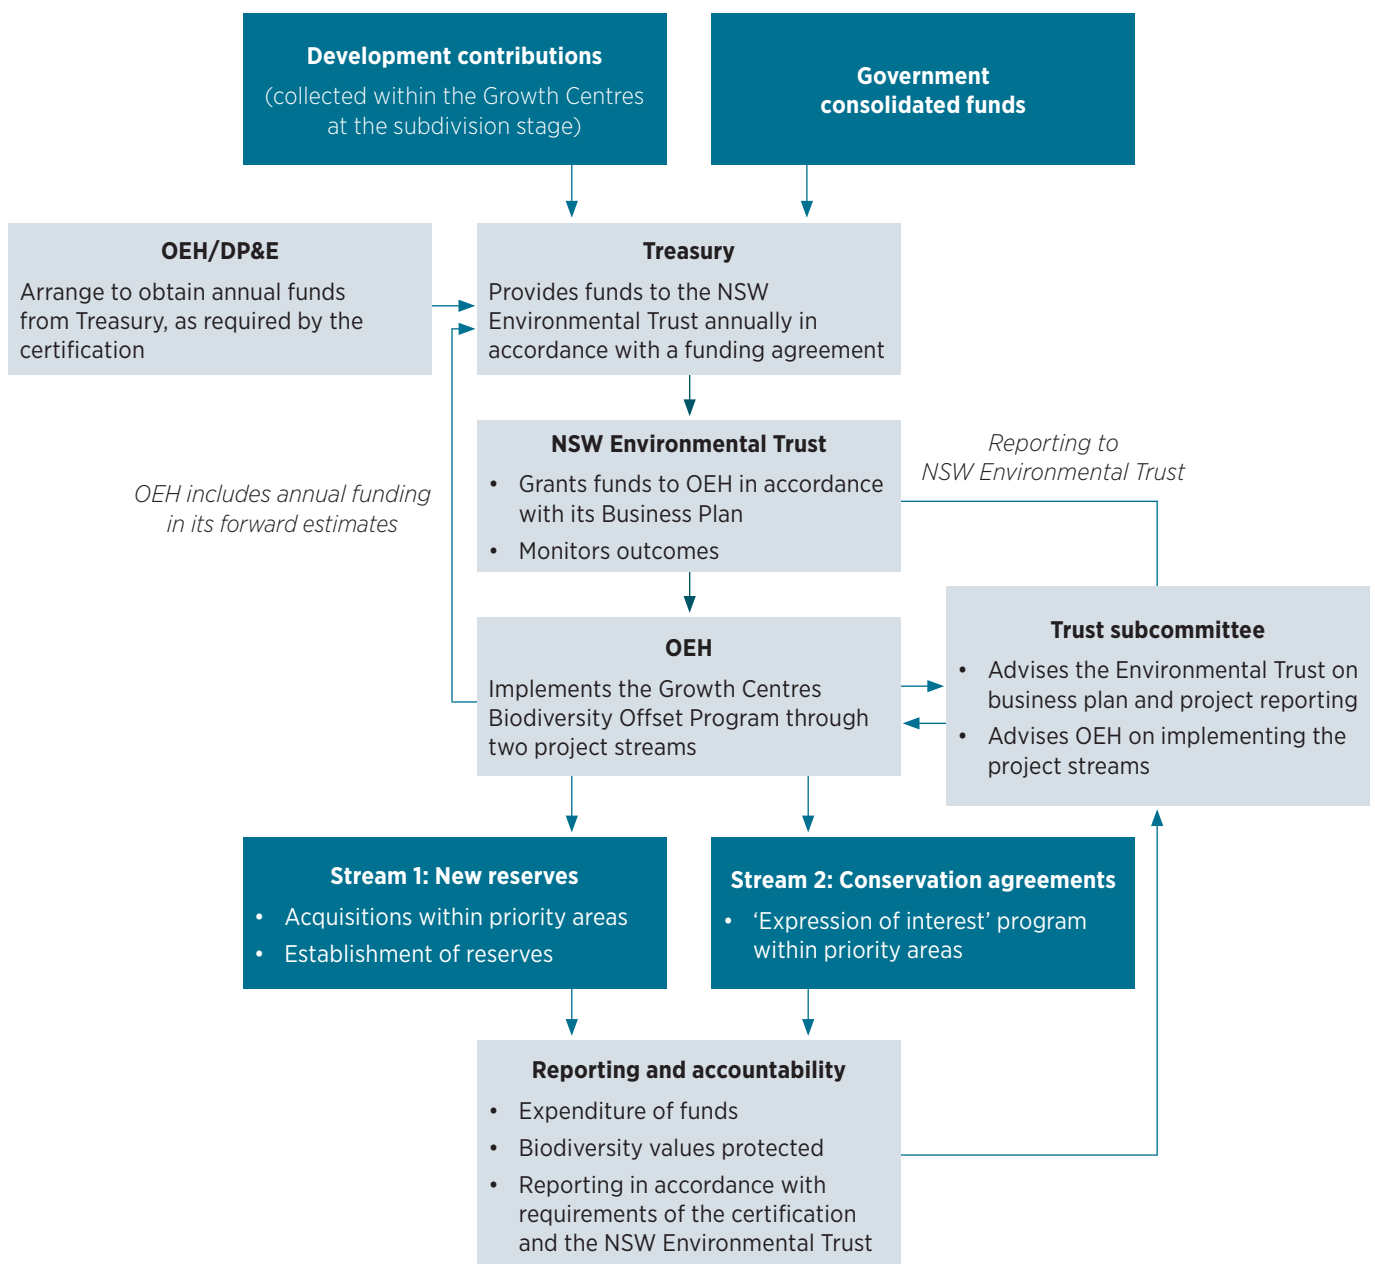 Development contributions
(collected within the Growth Centres
at the subdivision stage)
Government
consolidated funds
OEH/DP&E
Arrange to obtain annual funds
from Treasury, as required by the
certification
Treasury
Provides funds to the NSW
Environmental Trust annually in
accordance with a funding agreement
OEH includes annual funding
in its forward estimates
NSW Environmental Trust
• Grants funds to OEH in accordance
with its Business Plan
• Monitors outcomes
Reporting to
NSW Environmental Trust
OEH
Implements the Growth Centres
Biodiversity Offset Program through
two project streams
Trust subcommittee
• Advises the Environmental Trust on
business plan and project reporting
• Advises OEH on implementing the
project streams
Stream 1: New reserves
• Acquisitions within priority areas
• Establishment of reserves
Stream 2: Conservation agreements
• ‘Expression of interest’ program
within priority areas
Reporting and accountability
• Expenditure of funds
• Biodiversity values protected
• Reporting in accordance with
requirements of the certification
and the NSW Environmental Trust